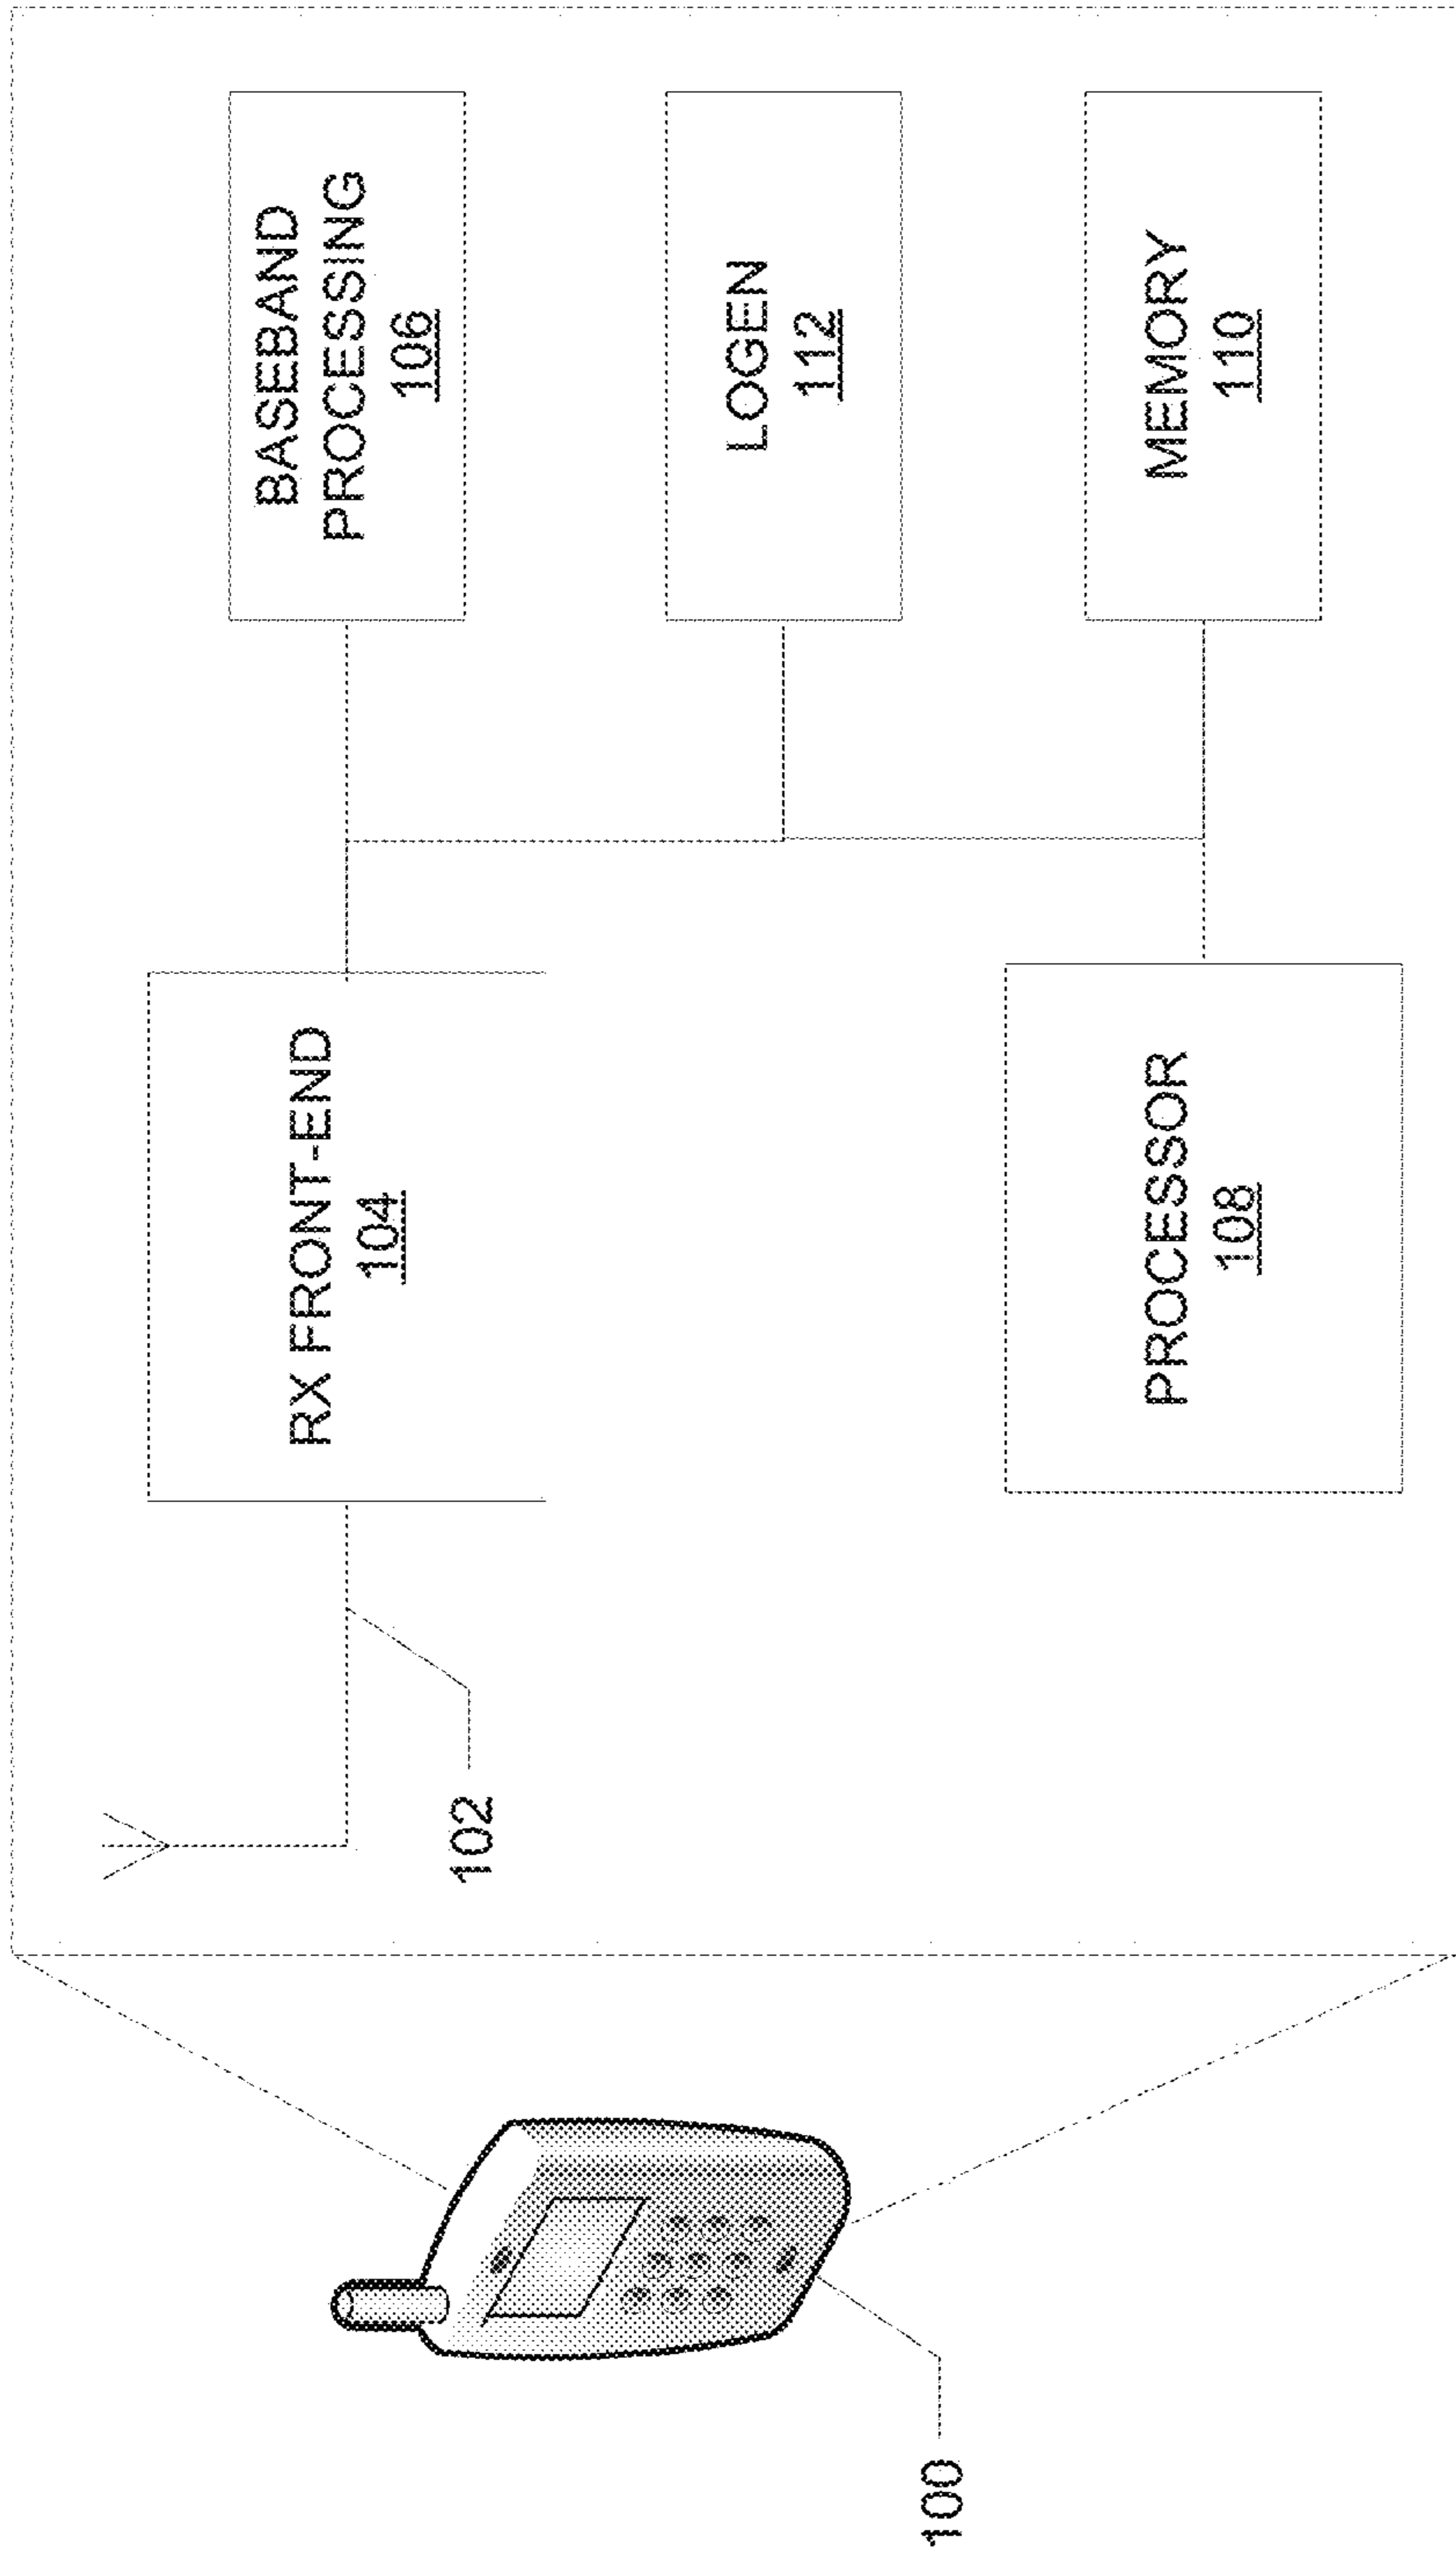 100
102
RX FRONT-END
104
BASEBAND
PROCESSING
106
LOGEN
112
PROCESSOR
108
MEMORY
110